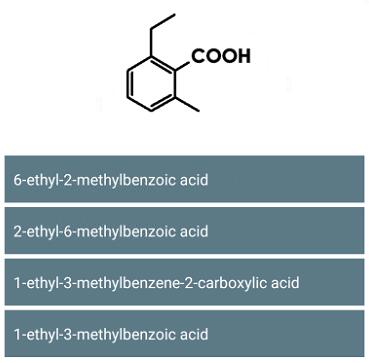 COOH
6-ethyl-2-methylbenzoic acid
2-ethyl-6-methylbenzoic acid
1-ethyl-3-methylbenzene-2-carboxylic acid
1-ethyl-3-methylbenzoic acid